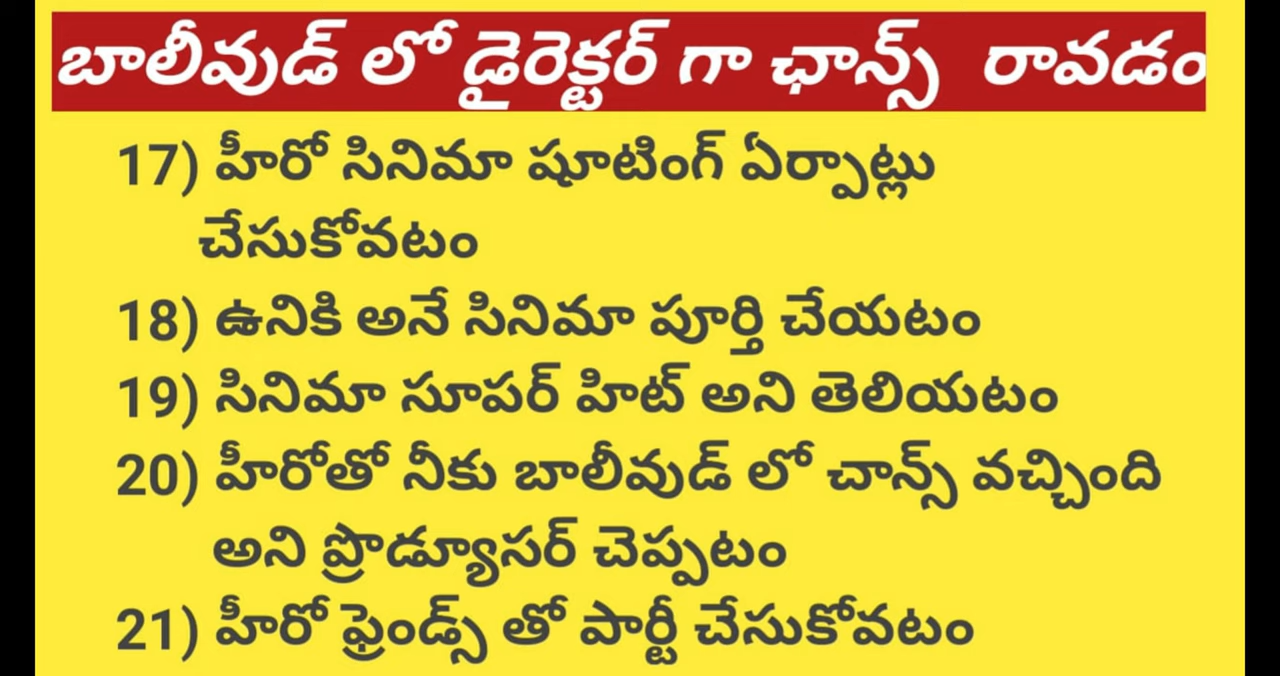 బాలీవుడ్ లో డైరెక్టర్ గా ఛాన్స్ రావడం
17) హీరో సినిమా షూటింగ్ ఏర్పాట్లు
చేసుకోవటం
18) ఉనికి అనే సినిమా పూర్తి చేయటం
19) సినిమా సూపర్ హిట్ అని తెలియటం
20) హీరోతో నీకు బాలీవుడ్ లో చాన్స్ వచ్చింది
అని ప్రొడ్యూసర్ చెప్పటం
21) హీరో ఫ్రెండ్స్ తో పార్టీ చేసుకోవటం